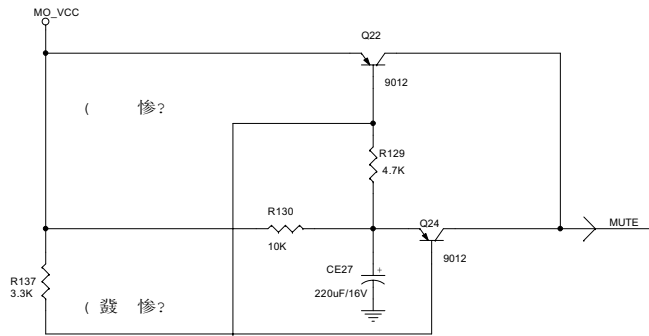 MO_VCC
Q22
9012
( 惨?
R129
4.7K
R130
10K
Q24
9012
MUTE
R137
3.3K
CE27
+
220uF/16V
( 蕟 惨?